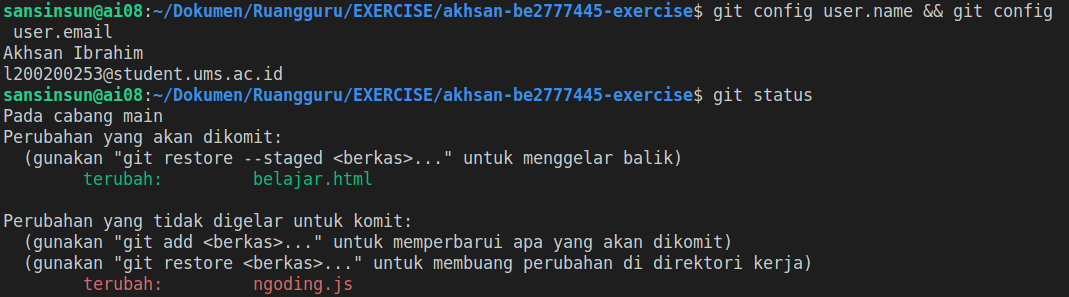 sansinsun@ai08:~/Dokumen/Ruangguru/EXERCISE/akhsan-be2777445-exercise$ git config user.name && git config
user.email
Akhsan Ibrahim
l200200253@student.ums.ac.id
sansinsun@ai08:~/Dokumen/Ruangguru/EXERCISE/akhsan-be2777445-exercise$ git status
Pada cabang main
Perubahan yang akan dikomit:
(gunakan "git restore --staged <berkas>..." untuk menggelar balik)
terubah: belajar.html
Perubahan yang tidak digelar untuk komit:
(gunakan "git add <berkas>..." untuk memperbarui apa yang akan dikomit)
(gunakan "git restore <berkas>..." untuk membuang perubahan di direktori kerja)
terubah: ngoding.js